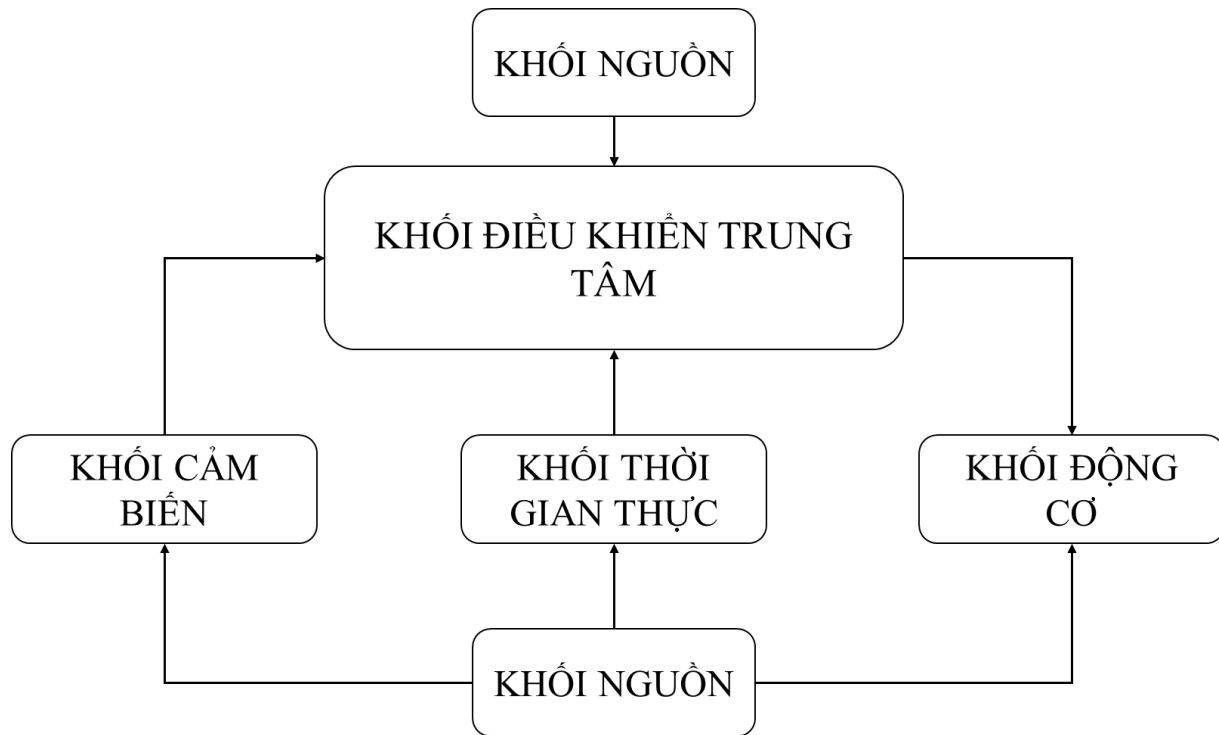 KHỐI NGUỒN
KHỐI ĐIỀU KHIỂN TRUNG
TÂM
KHỐI CẢM
BIẾN
KHỐI THỜI
GIAN THỰC
KHỐI ĐỘNG
CƠ
KHỐI NGUỒN